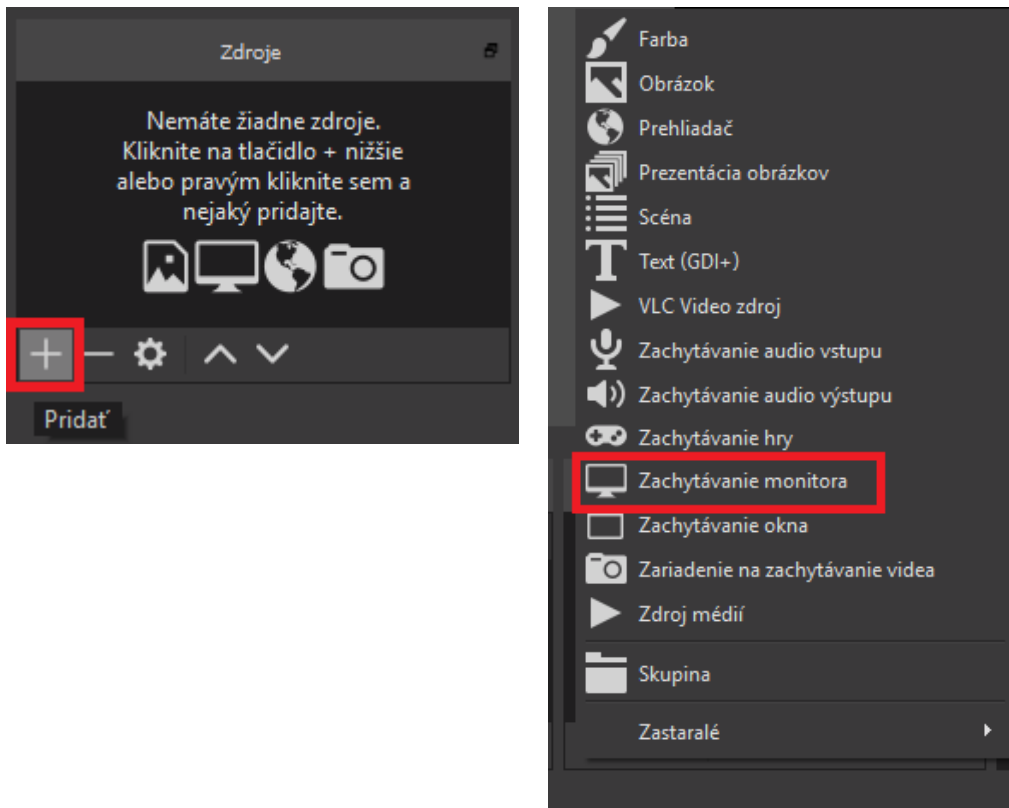 Zdroje
Nemáte žiadne zdroje.
Kliknite na tlačidlo + nižšie
alebo pravým kliknite sem a
nejaký pridajte.
Pridať
Farba
Obrázok
Prehliadač
Prezentácia obrázkov
Scéna
Text (GDI+)
VLC Video zdroj
Zachytávanie audio vstupu
Zachytávanie audio výstupu
Zachytávanie hry
Zachytávanie monitora
Zachytávanie okna
Zariadenie na zachytávanie videa
Zdroj médií
Skupina
Zastaralé